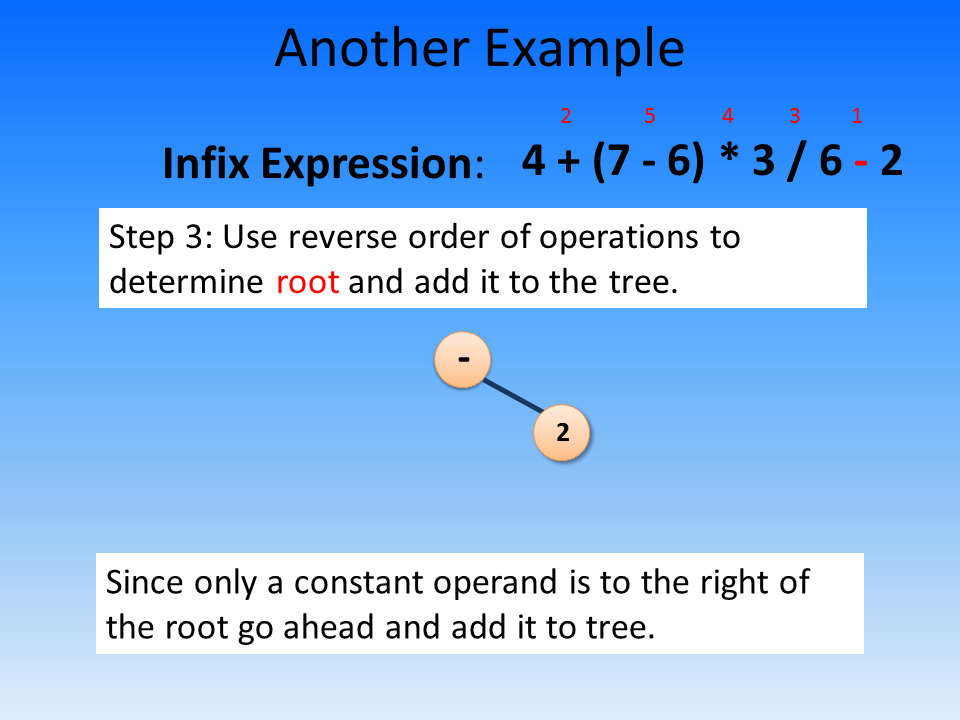 Another Example
2 5 4 3 1
Infix Expression: 4 + (7 - 6) * 3 / 6 - 2
Step 3: Use reverse order of operations to
determine root and add it to the tree.
-
2
Since only a constant operand is to the right of
the root go ahead and add it to tree.